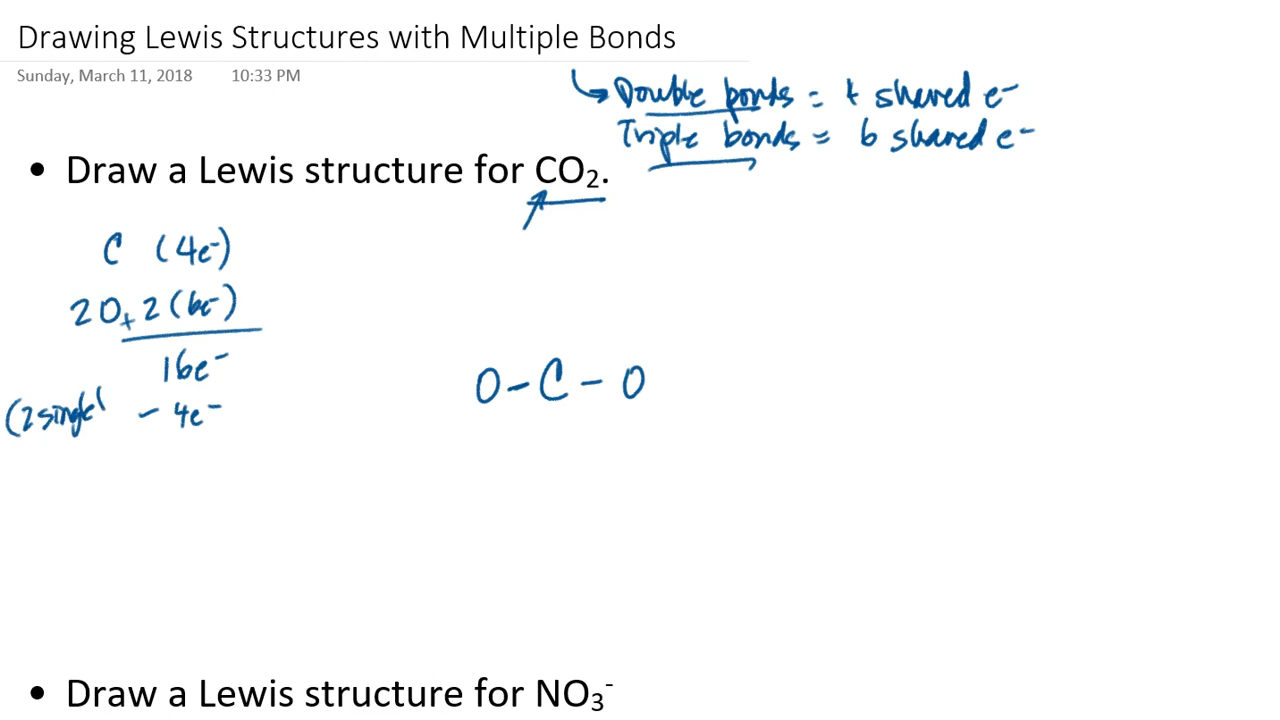 Drawing Lewis Structures with Multiple Bonds
Sunday, March 11, 2018 10:33 PM
Double bonds = 4 shared e⁻
Triple bonds = 6 shared e⁻
• Draw a Lewis structure for CO₂.
C (4e⁻)
2O + 2(6e⁻)
16e⁻
(2 single) - 4e⁻
O-C-O
• Draw a Lewis structure for NO₃⁻